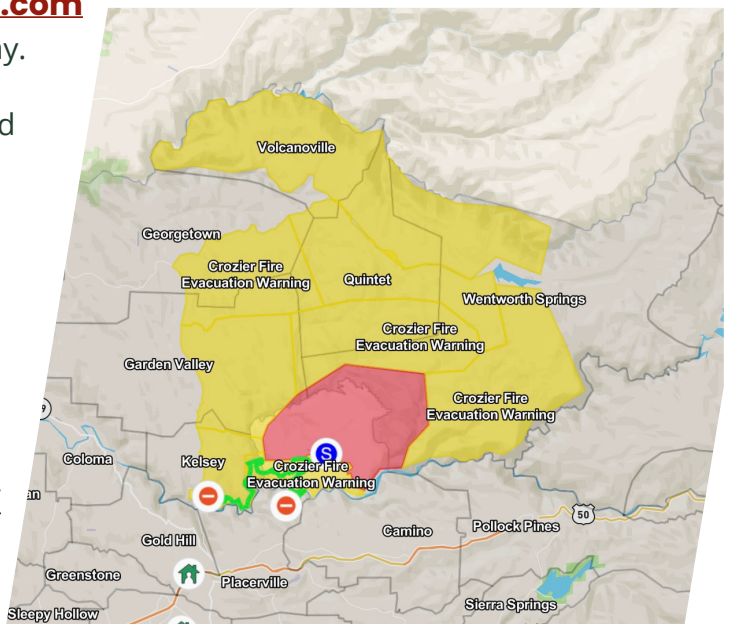 .com
y.
d
Volcanoville
Georgetown
Crozier Fire
Evacuation Warning
Quintet
Wentworth Springs
Crozier Fire
Evacuation Warning
Garden Valley
Crozier Fire
Evacuation Warning
9
Coloma
Kelsey
S
Crozier Fire
Evacuation Warning
an
50
Camino
Pollock Pines
Gold Hill
Greenstone
Placerville
Sleepy Hollow
Sierra Springs